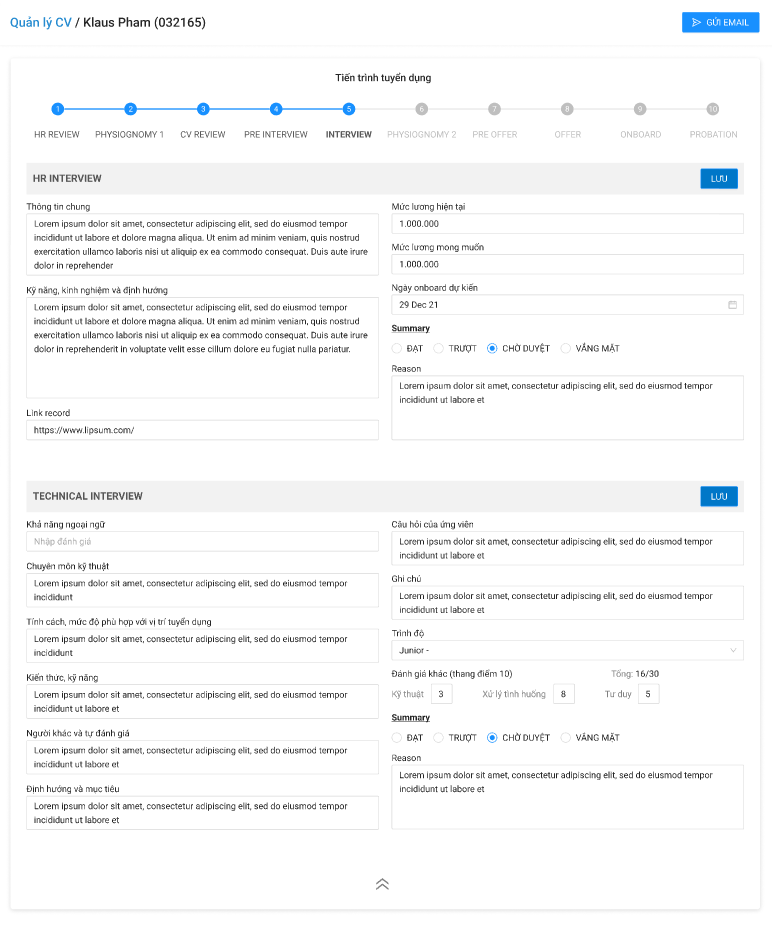 Quản lý CV / Klaus Pham (032165)
GỬI EMAIL
Tiến trình tuyển dụng
1 2 3 4 5 6 7 8 9 10
HR REVIEW PHYSIOGNOMY 1 CV REVIEW PRE INTERVIEW INTERVIEW PHYSIOGNOMY 2 PRE OFFER OFFER ONBOARD PROBATION
HR INTERVIEW
LƯU
Thông tin chung
Lorem ipsum dolor sit amet, consectetur adipiscing elit, sed do eiusmod tempor
incididunt ut labore et dolore magna aliqua. Ut enim ad minim veniam, quis nostrud
exercitation ullamco laboris nisi ut aliquip ex ea commodo consequat. Duis aute irure
dolor in reprehender
Kỹ năng, kinh nghiệm và định hướng
Lorem ipsum dolor sit amet, consectetur adipiscing elit, sed do eiusmod tempor
incididunt ut labore et dolore magna aliqua. Ut enim ad minim veniam, quis nostrud
exercitation ullamco laboris nisi ut aliquip ex ea commodo consequat. Duis aute irure
dolor in reprehenderit in voluptate velit esse cillum dolore eu fugiat nulla pariatur.
Link record
https://www.lipsum.com/
Mức lương hiện tại
1.000.000
Mức lương mong muốn
1.000.000
Ngày onboard dự kiến
29 Dec 21
Summary
ĐẠT TRƯỢT CHỜ DUYỆT VẮNG MẶT
Reason
Lorem ipsum dolor sit amet, consectetur adipiscing elit, sed do eiusmod tempor
incididunt ut labore et
TECHNICAL INTERVIEW
LƯU
Khả năng ngoại ngữ
Nhập đánh giá
Chuyên môn kỹ thuật
Lorem ipsum dolor sit amet, consectetur adipiscing elit, sed do eiusmod tempor
incididunt
Tính cách, mức độ phù hợp với vị trí tuyển dụng
Lorem ipsum dolor sit amet, consectetur adipiscing elit, sed do eiusmod tempor
incididunt
Kiến thức, kỹ năng
Lorem ipsum dolor sit amet, consectetur adipiscing elit, sed do eiusmod tempor
incididunt ut labore et
Người khác và tự đánh giá
Lorem ipsum dolor sit amet, consectetur adipiscing elit, sed do eiusmod tempor
incididunt ut labore et
Định hướng và mục tiêu
Lorem ipsum dolor sit amet, consectetur adipiscing elit, sed do eiusmod tempor
incididunt ut labore et
Câu hỏi của ứng viên
Lorem ipsum dolor sit amet, consectetur adipiscing elit, sed do eiusmod tempor
incididunt ut labore et
Ghi chú
Lorem ipsum dolor sit amet, consectetur adipiscing elit, sed do eiusmod tempor
incididunt ut labore et
Trình độ
Junior -
Đánh giá khác (thang điểm 10) Tổng: 16/30
Kỹ thuật 3 Xử lý tình huống 8 Tư duy 5
Summary
ĐẠT TRƯỢT CHỜ DUYỆT VẮNG MẶT
Reason
Lorem ipsum dolor sit amet, consectetur adipiscing elit, sed do eiusmod tempor
incididunt ut labore et